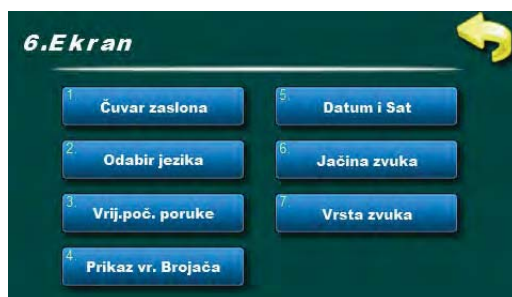 6.Ekran
1
Čuvar zaslona
2.
Odabir jezika
3.
Vrij.poč. poruke
4
Prikaz vr. Brojača
5.
Datum i Sat
6.
Jačina zvuka
7.
Vrsta zvuka